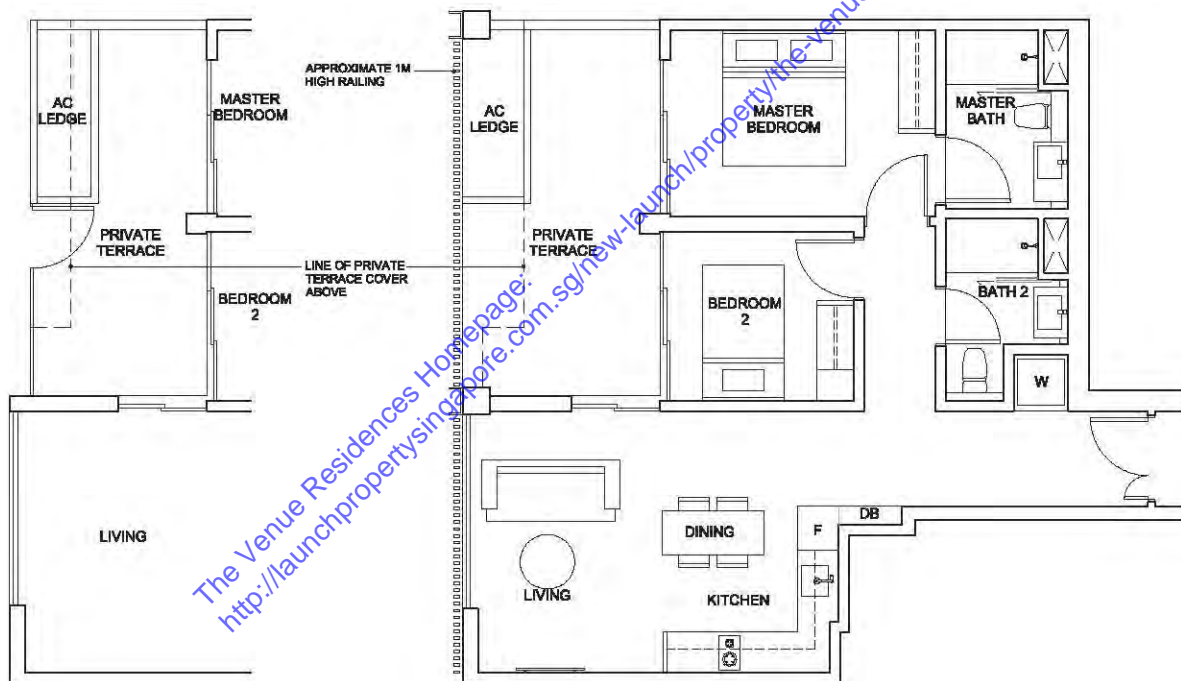 AC
LEDGE
MASTER
BEDROOM
PRIVATE
TERRACE
BEDROOM
2
LIVING
APPROXIMATE 1M
HIGH RAILING
LINE OF PRIVATE
TERRACE COVER
ABOVE
AC
LEDGE
PRIVATE
TERRACE
MASTER
BEDROOM
MASTER
BATH
BEDROOM
2
BATH 2
W
LIVING
DINING
KITCHEN
F
DB
The Venue Residences Homepage:
http://launchpropertysingapore.com.sg/new-launch/property/the-venue